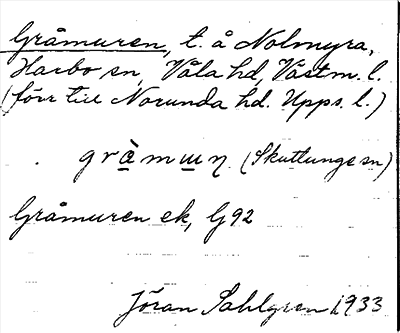 Gråmuren, t. å Nolmyra,
Harbo sn, Våla hd, Västm. l.
(förr till Norunda hd. Upps. l.)
gràmɯη (Skuttunge sn)
Gråmuren ek, G92
Jöran Sahlgren 1933